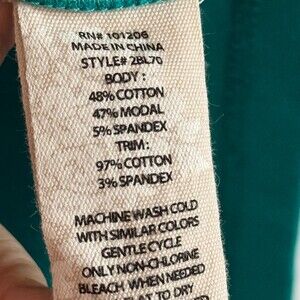 RN# 101206
MADE IN CHINA
STYLE# 2BL70
BODY :
48% COTTON
47% MODAL
5% SPANDEX
TRIM :
97% COTTON
3% SPANDEX
MACHINE WASH COLD
WITH SIMILAR COLORS
GENTLE CYCLE
ONLY NON-CHLORINE
BLEACH WHEN NEEDED
FLAT TO DRY